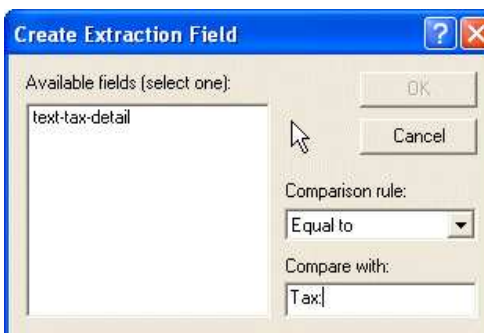 Create Extraction Field
Available fields (select one):
text-tax-detail
OK
Cancel
Comparison rule:
Equal to
Compare with:
Tax: